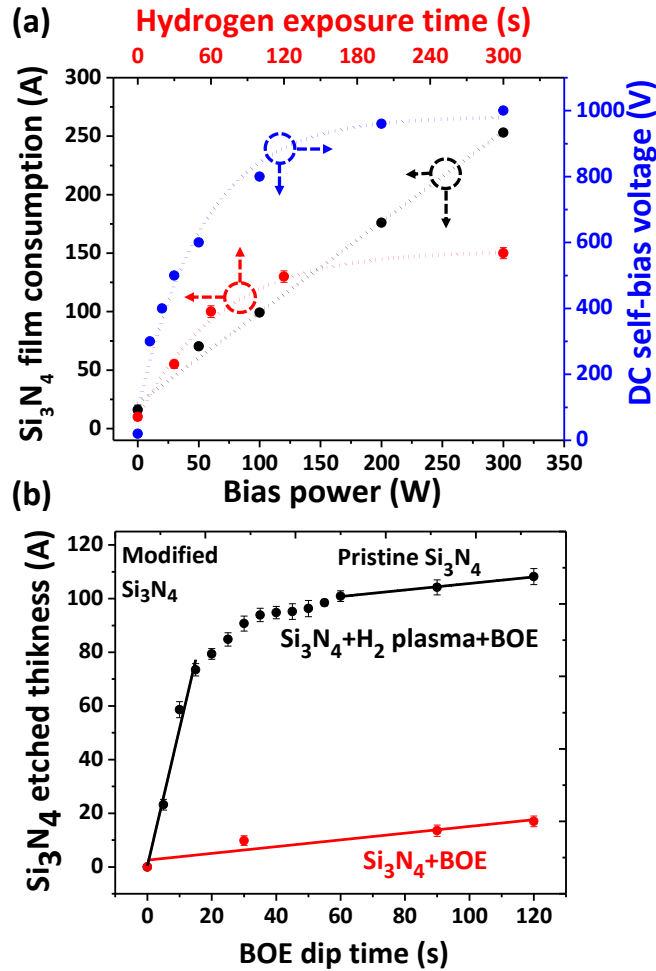 (a)
Hydrogen exposure time (s)
0 60 120 180 240 300
Si3N4 film consumption (A)
300
250
200
150
100
50
0
DC self-bias voltage (V)
1000
800
600
400
200
0
0 50 100 150 200 250 300 350
Bias power (W)
(b)
Si3N4 etched thikness (A)
120
100
80
60
40
20
0
Modified
Si3N4
Pristine Si3N4
Si3N4+H2 plasma+BOE
Si3N4+BOE
0 20 40 60 80 100 120
BOE dip time (s)